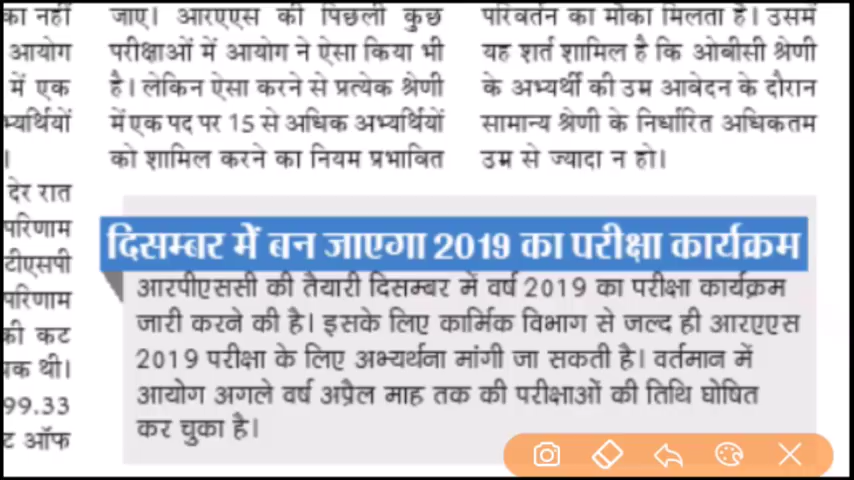 का नहीं
आयोग
में एक
भ्यर्थियों
।
देर रात
परिणाम
टीएसपी
परिणाम
की कट
यक थी।
99.33
ट ऑफ
जाए। आरएएस की पिछली कुछ
परीक्षाओं में आयोग ने ऐसा किया भी
है। लेकिन ऐसा करने से प्रत्येक श्रेणी
में एक पद पर 15 से अधिक अभ्यर्थियों
को शामिल करने का नियम प्रभावित
परिवर्तन का मौका मिलता है। उसमें
यह शर्त शामिल है कि ओबीसी श्रेणी
के अभ्यर्थी की उम्र आवेदन के दौरान
सामान्य श्रेणी के निर्धारित अधिकतम
उम्र से ज्यादा न हो।
दिसम्बर में बन जाएगा 2019 का परीक्षा कार्यक्रम
आरपीएससी की तैयारी दिसम्बर में वर्ष 2019 का परीक्षा कार्यक्रम
जारी करने की है। इसके लिए कार्मिक विभाग से जल्द ही आरएएस
2019 परीक्षा के लिए अभ्यर्थना मांगी जा सकती है। वर्तमान में
आयोग अगले वर्ष अप्रैल माह तक की परीक्षाओं की तिथि घोषित
कर चुका है।